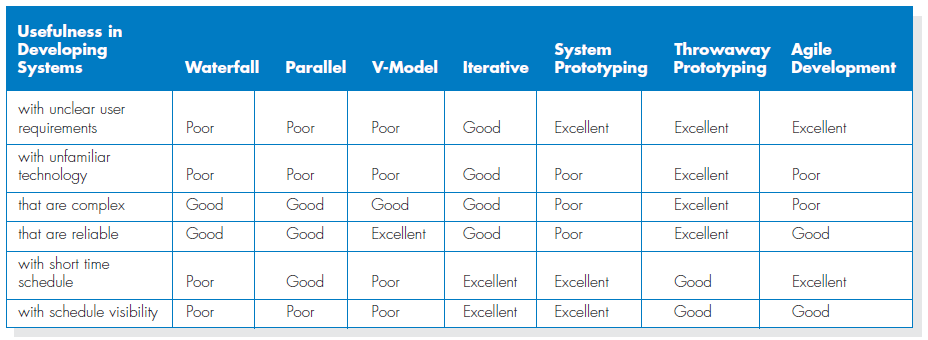 Usefulness in
Developing
Systems
Waterfall Parallel V-Model Iterative System Prototyping Throwaway Prototyping Agile Development
with unclear user
requirements Poor Poor Poor Good Excellent Excellent Excellent
with unfamiliar
technology Poor Poor Poor Good Poor Excellent Poor
that are complex Good Good Good Good Poor Excellent Poor
that are reliable Good Good Excellent Good Poor Excellent Good
with short time
schedule Poor Good Poor Excellent Excellent Good Excellent
with schedule visibility Poor Poor Poor Excellent Excellent Good Good